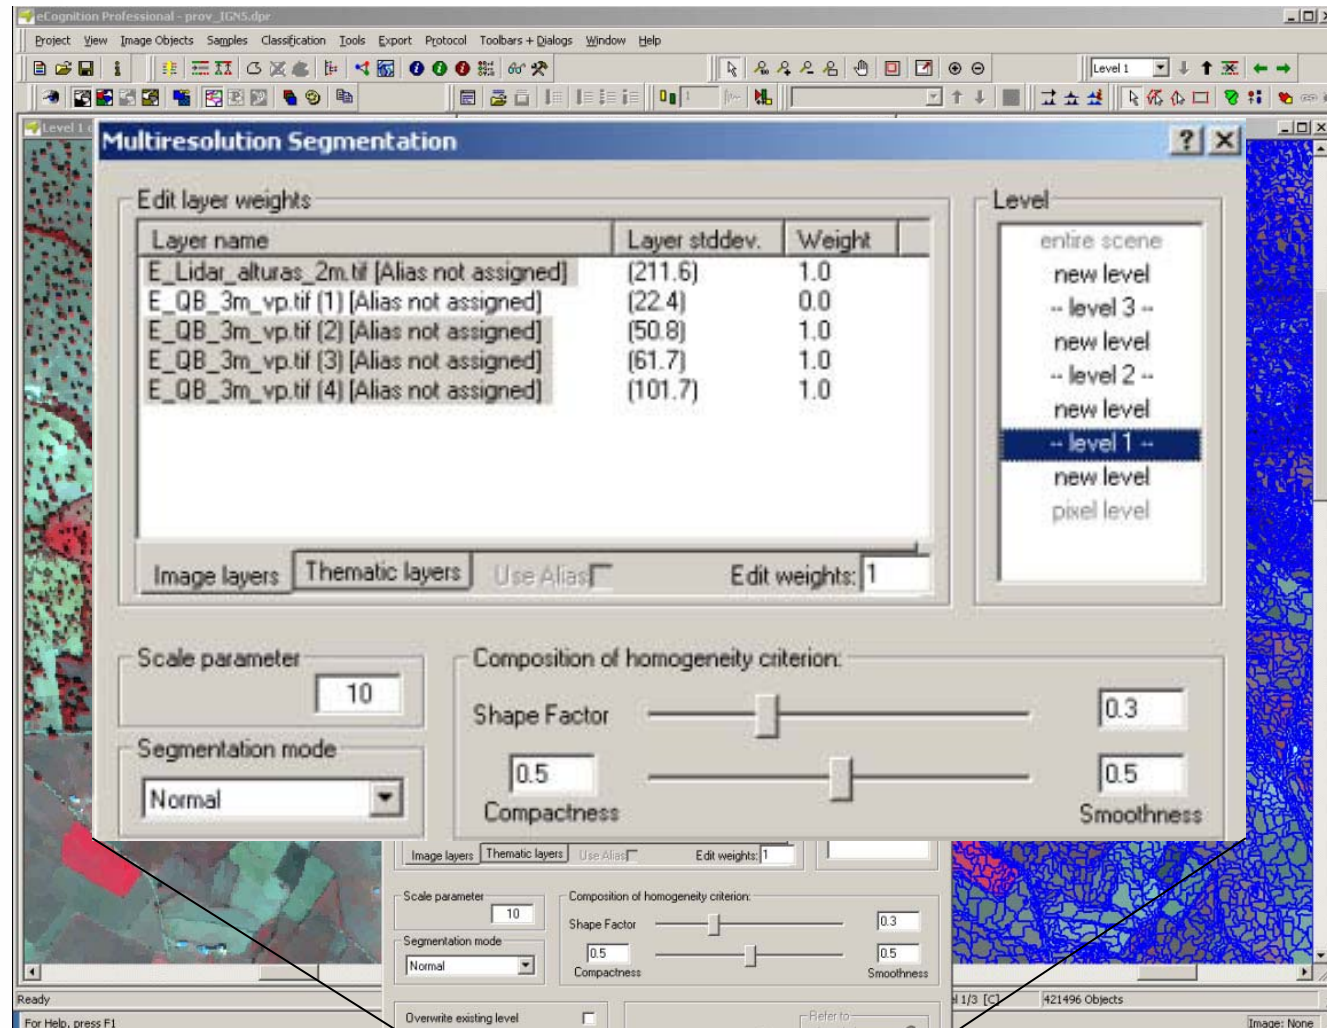 eCognition Professional - prov_IGN5.dpr
Project View Image Objects Samples Classification Tools Export Protocol Toolbars + Dialogs Window Help
Level 1
Level 1
Multiresolution Segmentation
Edit layer weights
Layer name Layer stddev. Weight
E_Lidar_alturas_2m.tif [Alias not assigned] (211.6) 1.0
E_QB_3m_vp.tif (1) [Alias not assigned] (22.4) 0.0
E_QB_3m_vp.tif (2) [Alias not assigned] (50.8) 1.0
E_QB_3m_vp.tif (3) [Alias not assigned] (61.7) 1.0
E_QB_3m_vp.tif (4) [Alias not assigned] (101.7) 1.0
Image layers Thematic layers Use Alias Edit weights: 1
Level
entire scene
new level
-- level 3 --
new level
-- level 2 --
new level
-- level 1 --
new level
pixel level
Scale parameter
10
Segmentation mode
Normal
Composition of homogeneity criterion:
Shape Factor 0.3
0.5 0.5
Compactness Smoothness
Image layers Thematic layers Use Alias Edit weights: 1
Scale parameter
10
Segmentation mode
Normal
Composition of homogeneity criterion:
Shape Factor 0.3
0.5 0.5
Compactness Smoothness
Overwrite existing level
Refer to
Ready 1/3 [C] 421496 Objects
For Help, press F1 Image: None